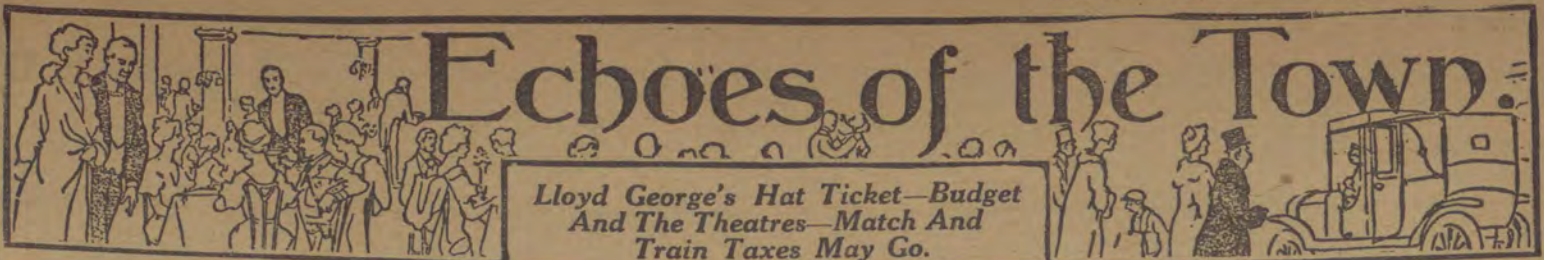 Echoes of the Town.
Lloyd George's Hat Ticket—Budget
And The Theatres—Match And
Train Taxes May Go.